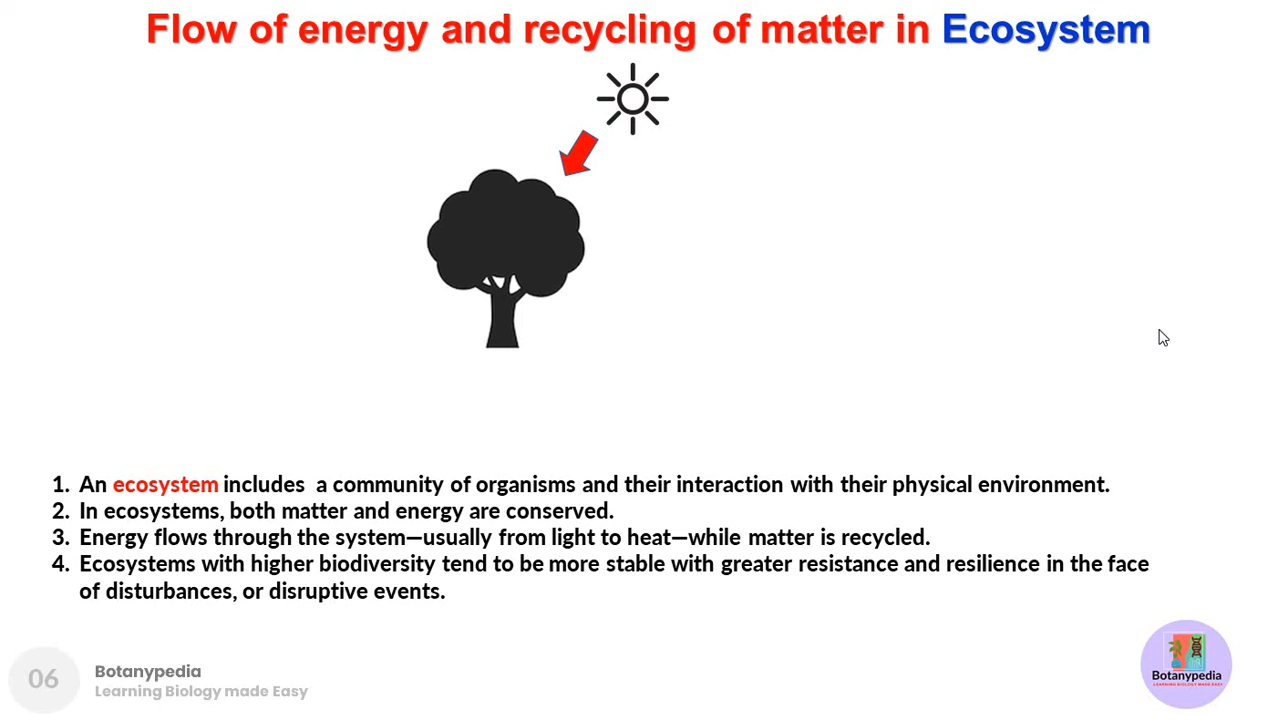 Flow of energy and recycling of matter in Ecosystem
1. An ecosystem includes a community of organisms and their interaction with their physical environment.
2. In ecosystems, both matter and energy are conserved.
3. Energy flows through the system—usually from light to heat—while matter is recycled.
4. Ecosystems with higher biodiversity tend to be more stable with greater resistance and resilience in the face
of disturbances, or disruptive events.
06
Botanypedia
Learning Biology made Easy
Botanypedia
LEARNING BIOLOGY MADE EASY